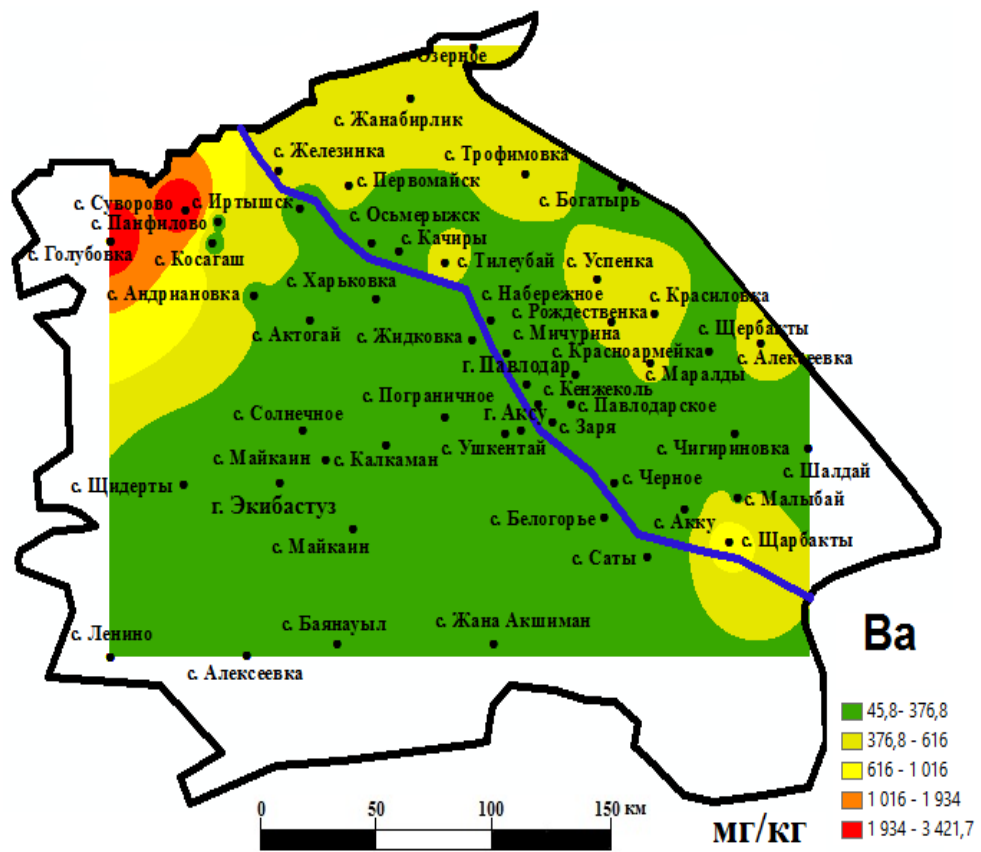 с. Озерное
с. Жанабирлик
с. Железинка
с. Трофимовка
с. Первомайск
с. Богатырь
с. Суворово
с. Иртышск
с. Панфилово
с. Осьмерыжск
с. Качиры
с. Голубовка
с. Косагаш
с. Тилеубай
с. Успенка
с. Андриановка
с. Харьковка
с. Набережное
с. Красиловка
с. Рождественка
с. Актогай
с. Жидковка
с. Мичурина
с. Щербакты
с. Красноармейка
с. Алексеевка
г. Павлодар
с. Маралды
с. Пограничное
с. Кенжеколь
с. Павлодарское
с. Солнечное
г. Аксу
с. Заря
с. Ушкентай
с. Чигириновка
с. Майкаин
с. Калкаман
с. Шалдай
с. Щидерты
с. Черное
с. Малыбай
г. Экибастуз
с. Белогорье
с. Акку
с. Майкаин
с. Щарбакты
с. Саты
с. Баянауыл
с. Жана Акшиман
с. Ленино
с. Алексеевка
Ba
45,8- 376,8
376,8 - 616
616 - 1 016
1 016 - 1 934
1 934 - 3 421,7
мг/кг
0 50 100 150 км